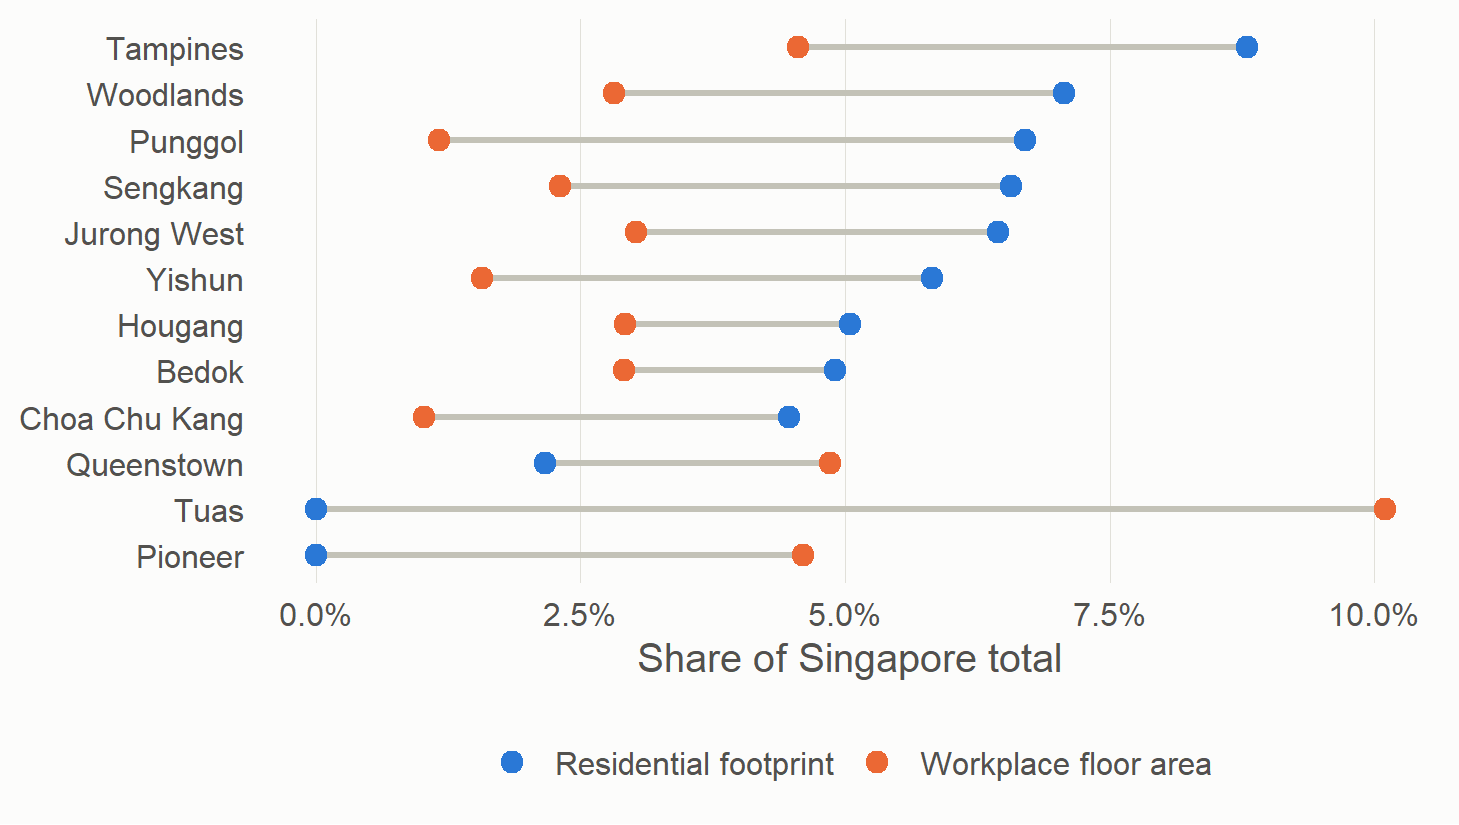 Tampines
Woodlands
Punggol
Sengkang
Jurong West
Yishun
Hougang
Bedok
Choa Chu Kang
Queenstown
Tuas
Pioneer
0.0% 2.5% 5.0% 7.5% 10.0%
Share of Singapore total
Residential footprint Workplace floor area